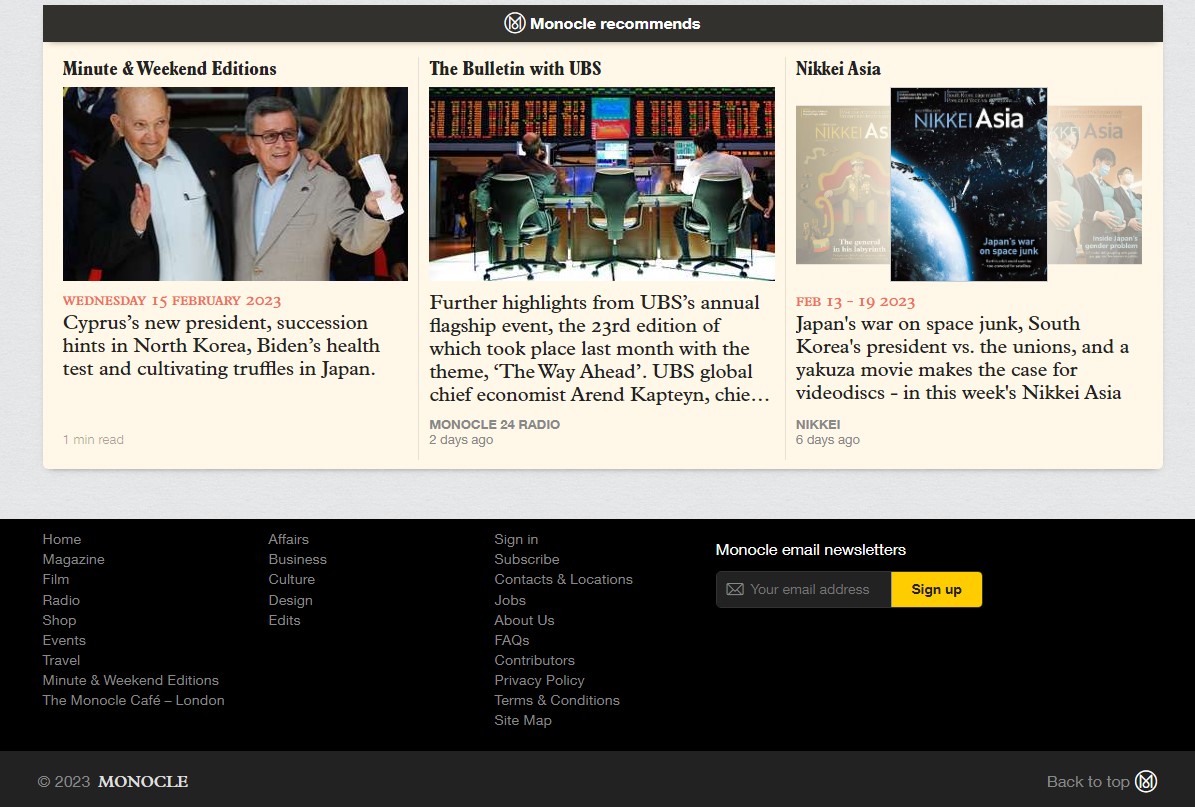 Monocle recommends
Minute & Weekend Editions
WEDNESDAY 15 FEBRUARY 2023
Cyprus’s new president, succession
hints in North Korea, Biden’s health
test and cultivating truffles in Japan.
1 min read
The Bulletin with UBS
Further highlights from UBS’s annual
flagship event, the 23rd edition of
which took place last month with the
theme, ‘The Way Ahead’. UBS global
chief economist Arend Kapteyn, chie…
MONOCLE 24 RADIO
2 days ago
Nikkei Asia
NIKKEI As
The general
in his labyrinth
NIKKEI Asia
Japan's war
on space junk
Asia
Inside Japan's
gender problem
FEB 13 - 19 2023
Japan's war on space junk, South
Korea's president vs. the unions, and a
yakuza movie makes the case for
videodiscs - in this week's Nikkei Asia
NIKKEI
6 days ago
Home
Magazine
Film
Radio
Shop
Events
Travel
Minute & Weekend Editions
The Monocle Café – London
Affairs
Business
Culture
Design
Edits
Sign in
Subscribe
Contacts & Locations
Jobs
About Us
FAQs
Contributors
Privacy Policy
Terms & Conditions
Site Map
Monocle email newsletters
Your email address
Sign up
© 2023 MONOCLE
Back to top